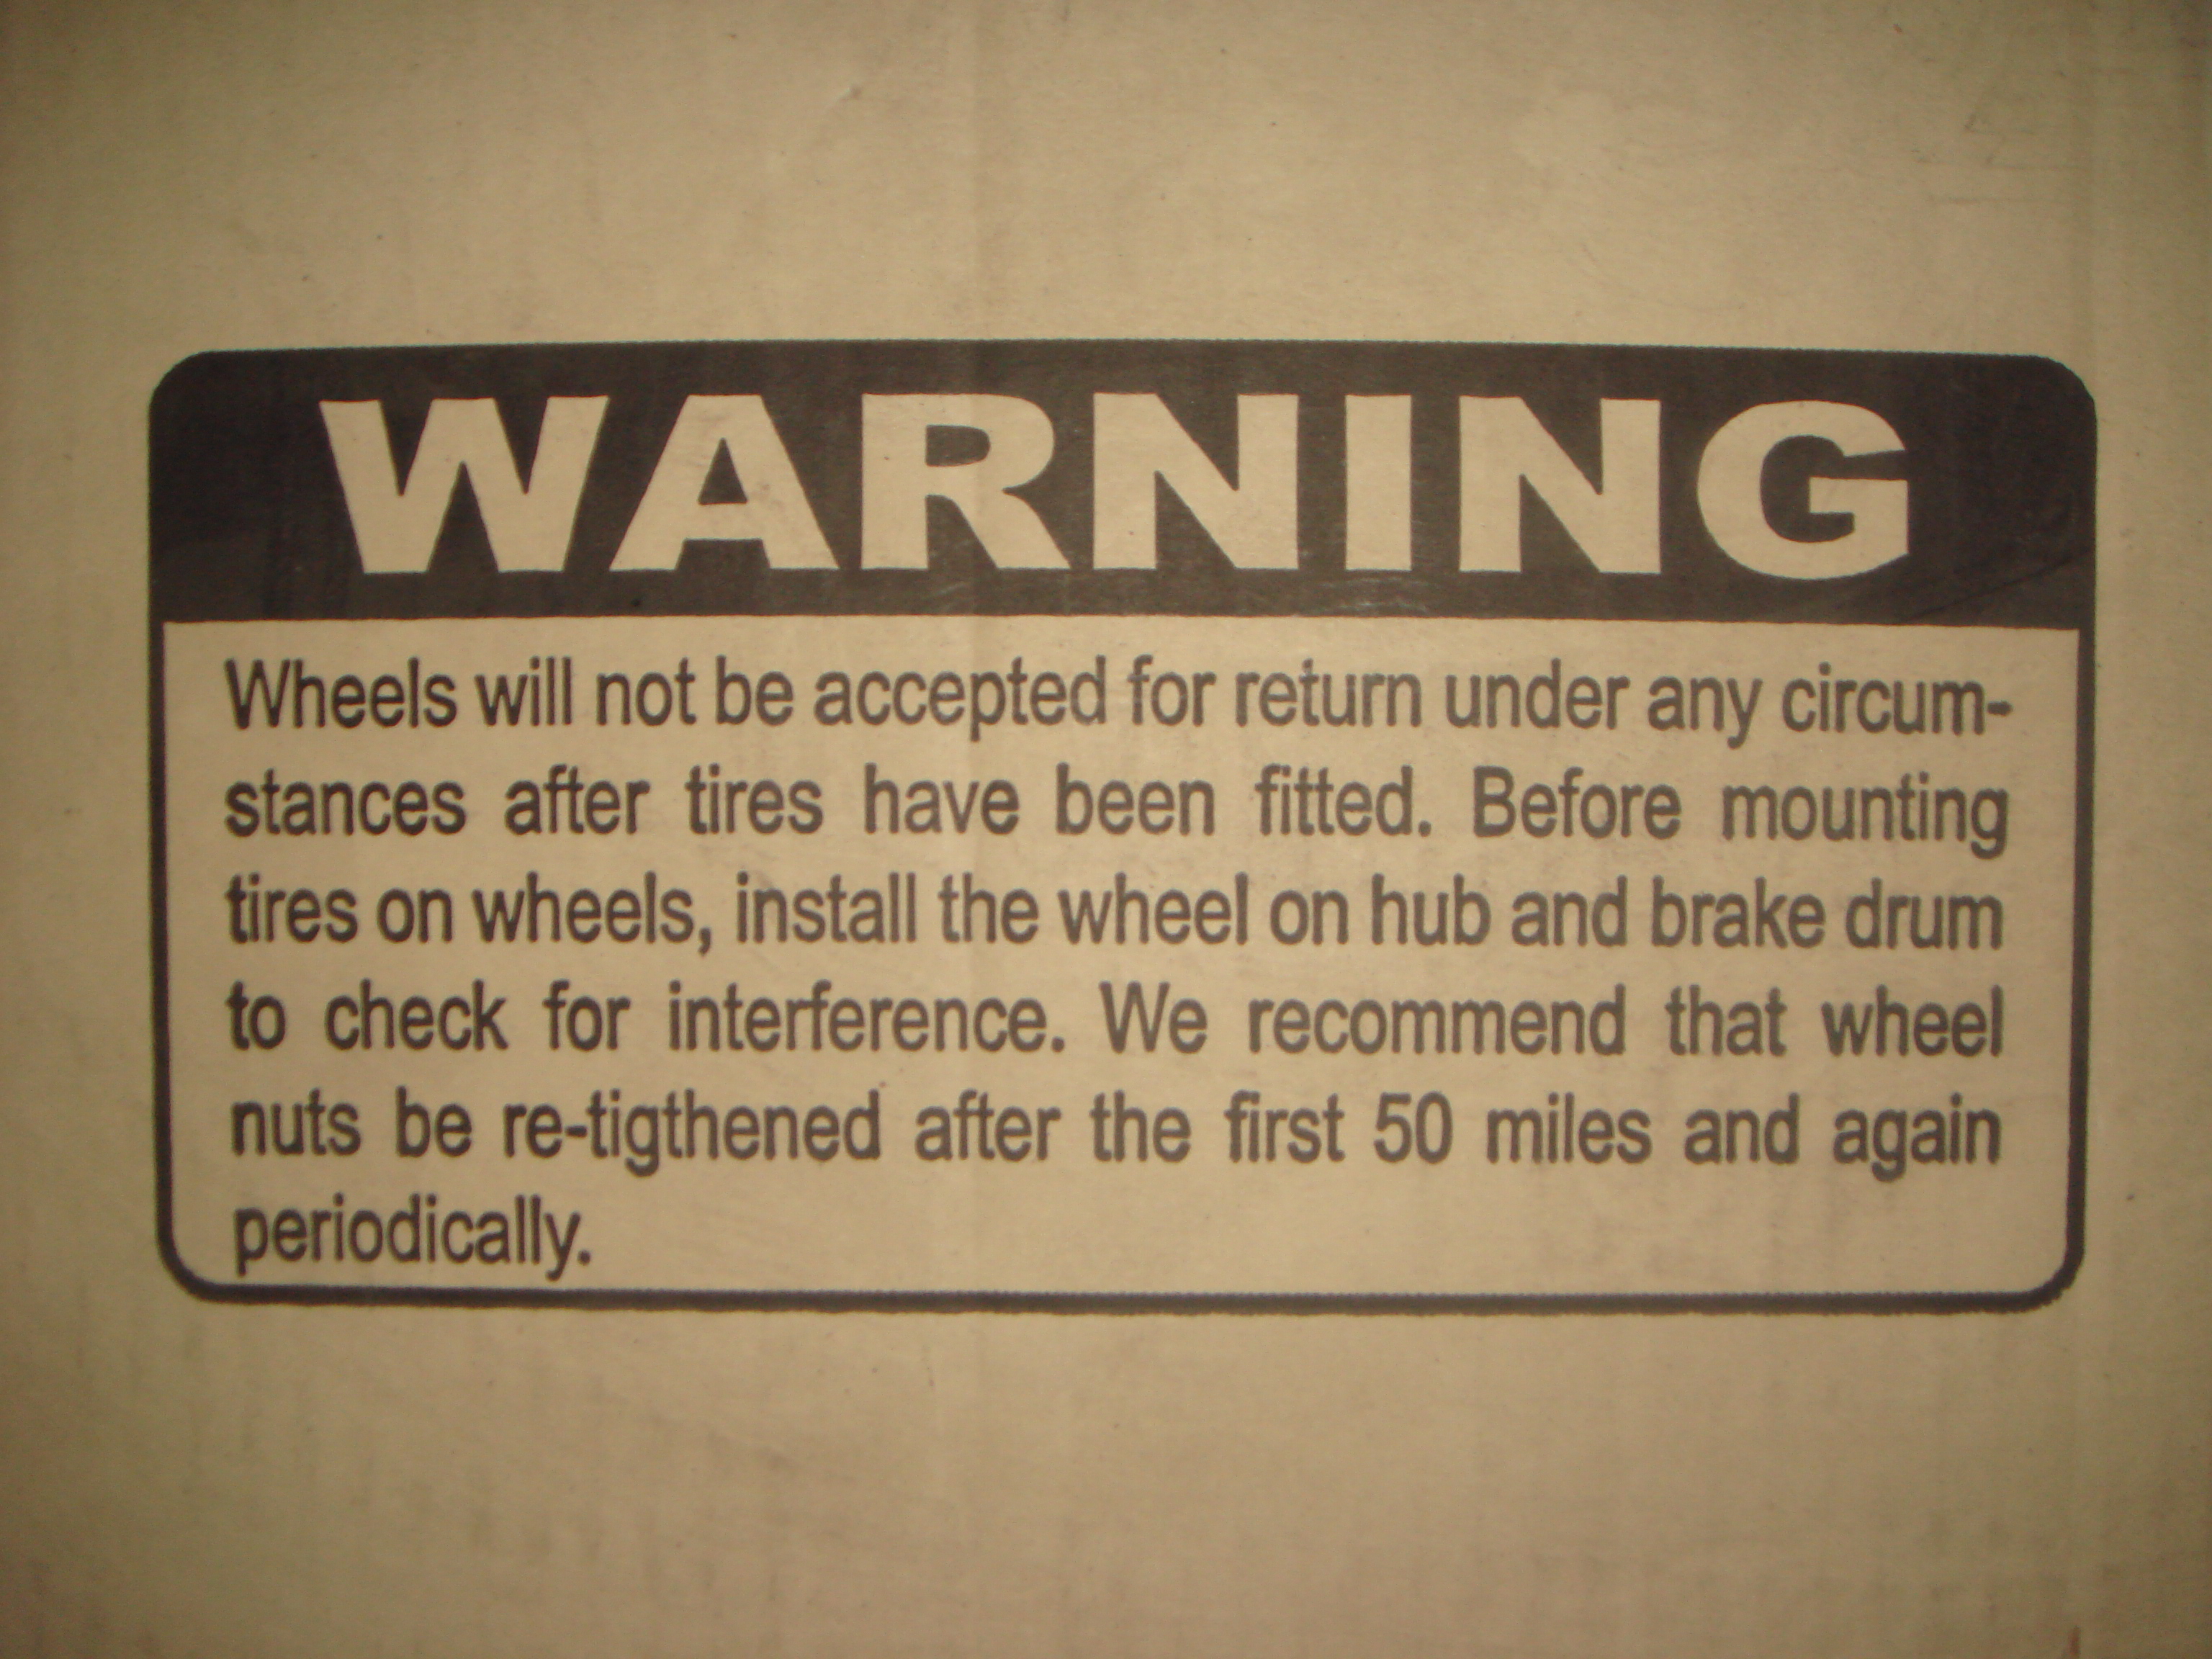 WARNING
Wheels will not be accepted for return under any circum-
stances after tires have been fitted. Before mounting
tires on wheels, install the wheel on hub and brake drum
to check for interference. We recommend that wheel
nuts be re-tigthened after the first 50 miles and again
periodically.